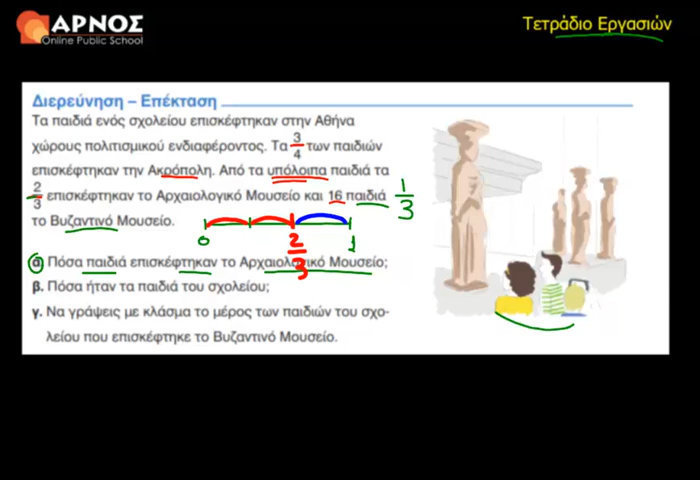 ΑΡΝΟΣ
Online Public School
Τετράδιο Εργασιών
Διερεύνηση – Επέκταση
Τα παιδιά ενός σχολείου επισκέφτηκαν στην Αθήνα
χώρους πολιτισμικού ενδιαφέροντος. Τα 3/4 των παιδιών
επισκέφτηκαν την Ακρόπολη. Από τα υπόλοιπα παιδιά τα
2/3 επισκέφτηκαν το Αρχαιολογικό Μουσείο και 16 παιδιά 1/3
το Βυζαντινό Μουσείο.
0 2/3 1
α. Πόσα παιδιά επισκέφτηκαν το Αρχαιολογικό Μουσείο;
β. Πόσα ήταν τα παιδιά του σχολείου;
γ. Να γράψεις με κλάσμα το μέρος των παιδιών του σχο-
λείου που επισκέφτηκε το Βυζαντινό Μουσείο.